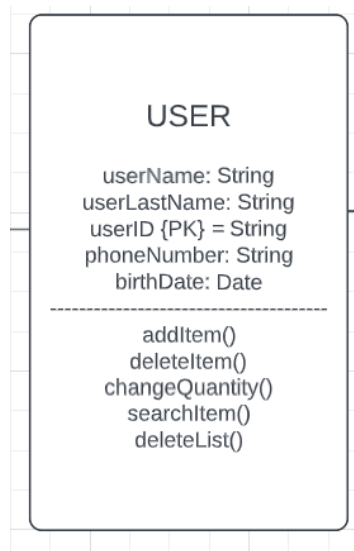 USER
userName: String
userLastName: String
userID {PK} = String
phoneNumber: String
birthDate: Date
--------------------------------------
addItem()
deleteItem()
changeQuantity()
searchItem()
deleteList()